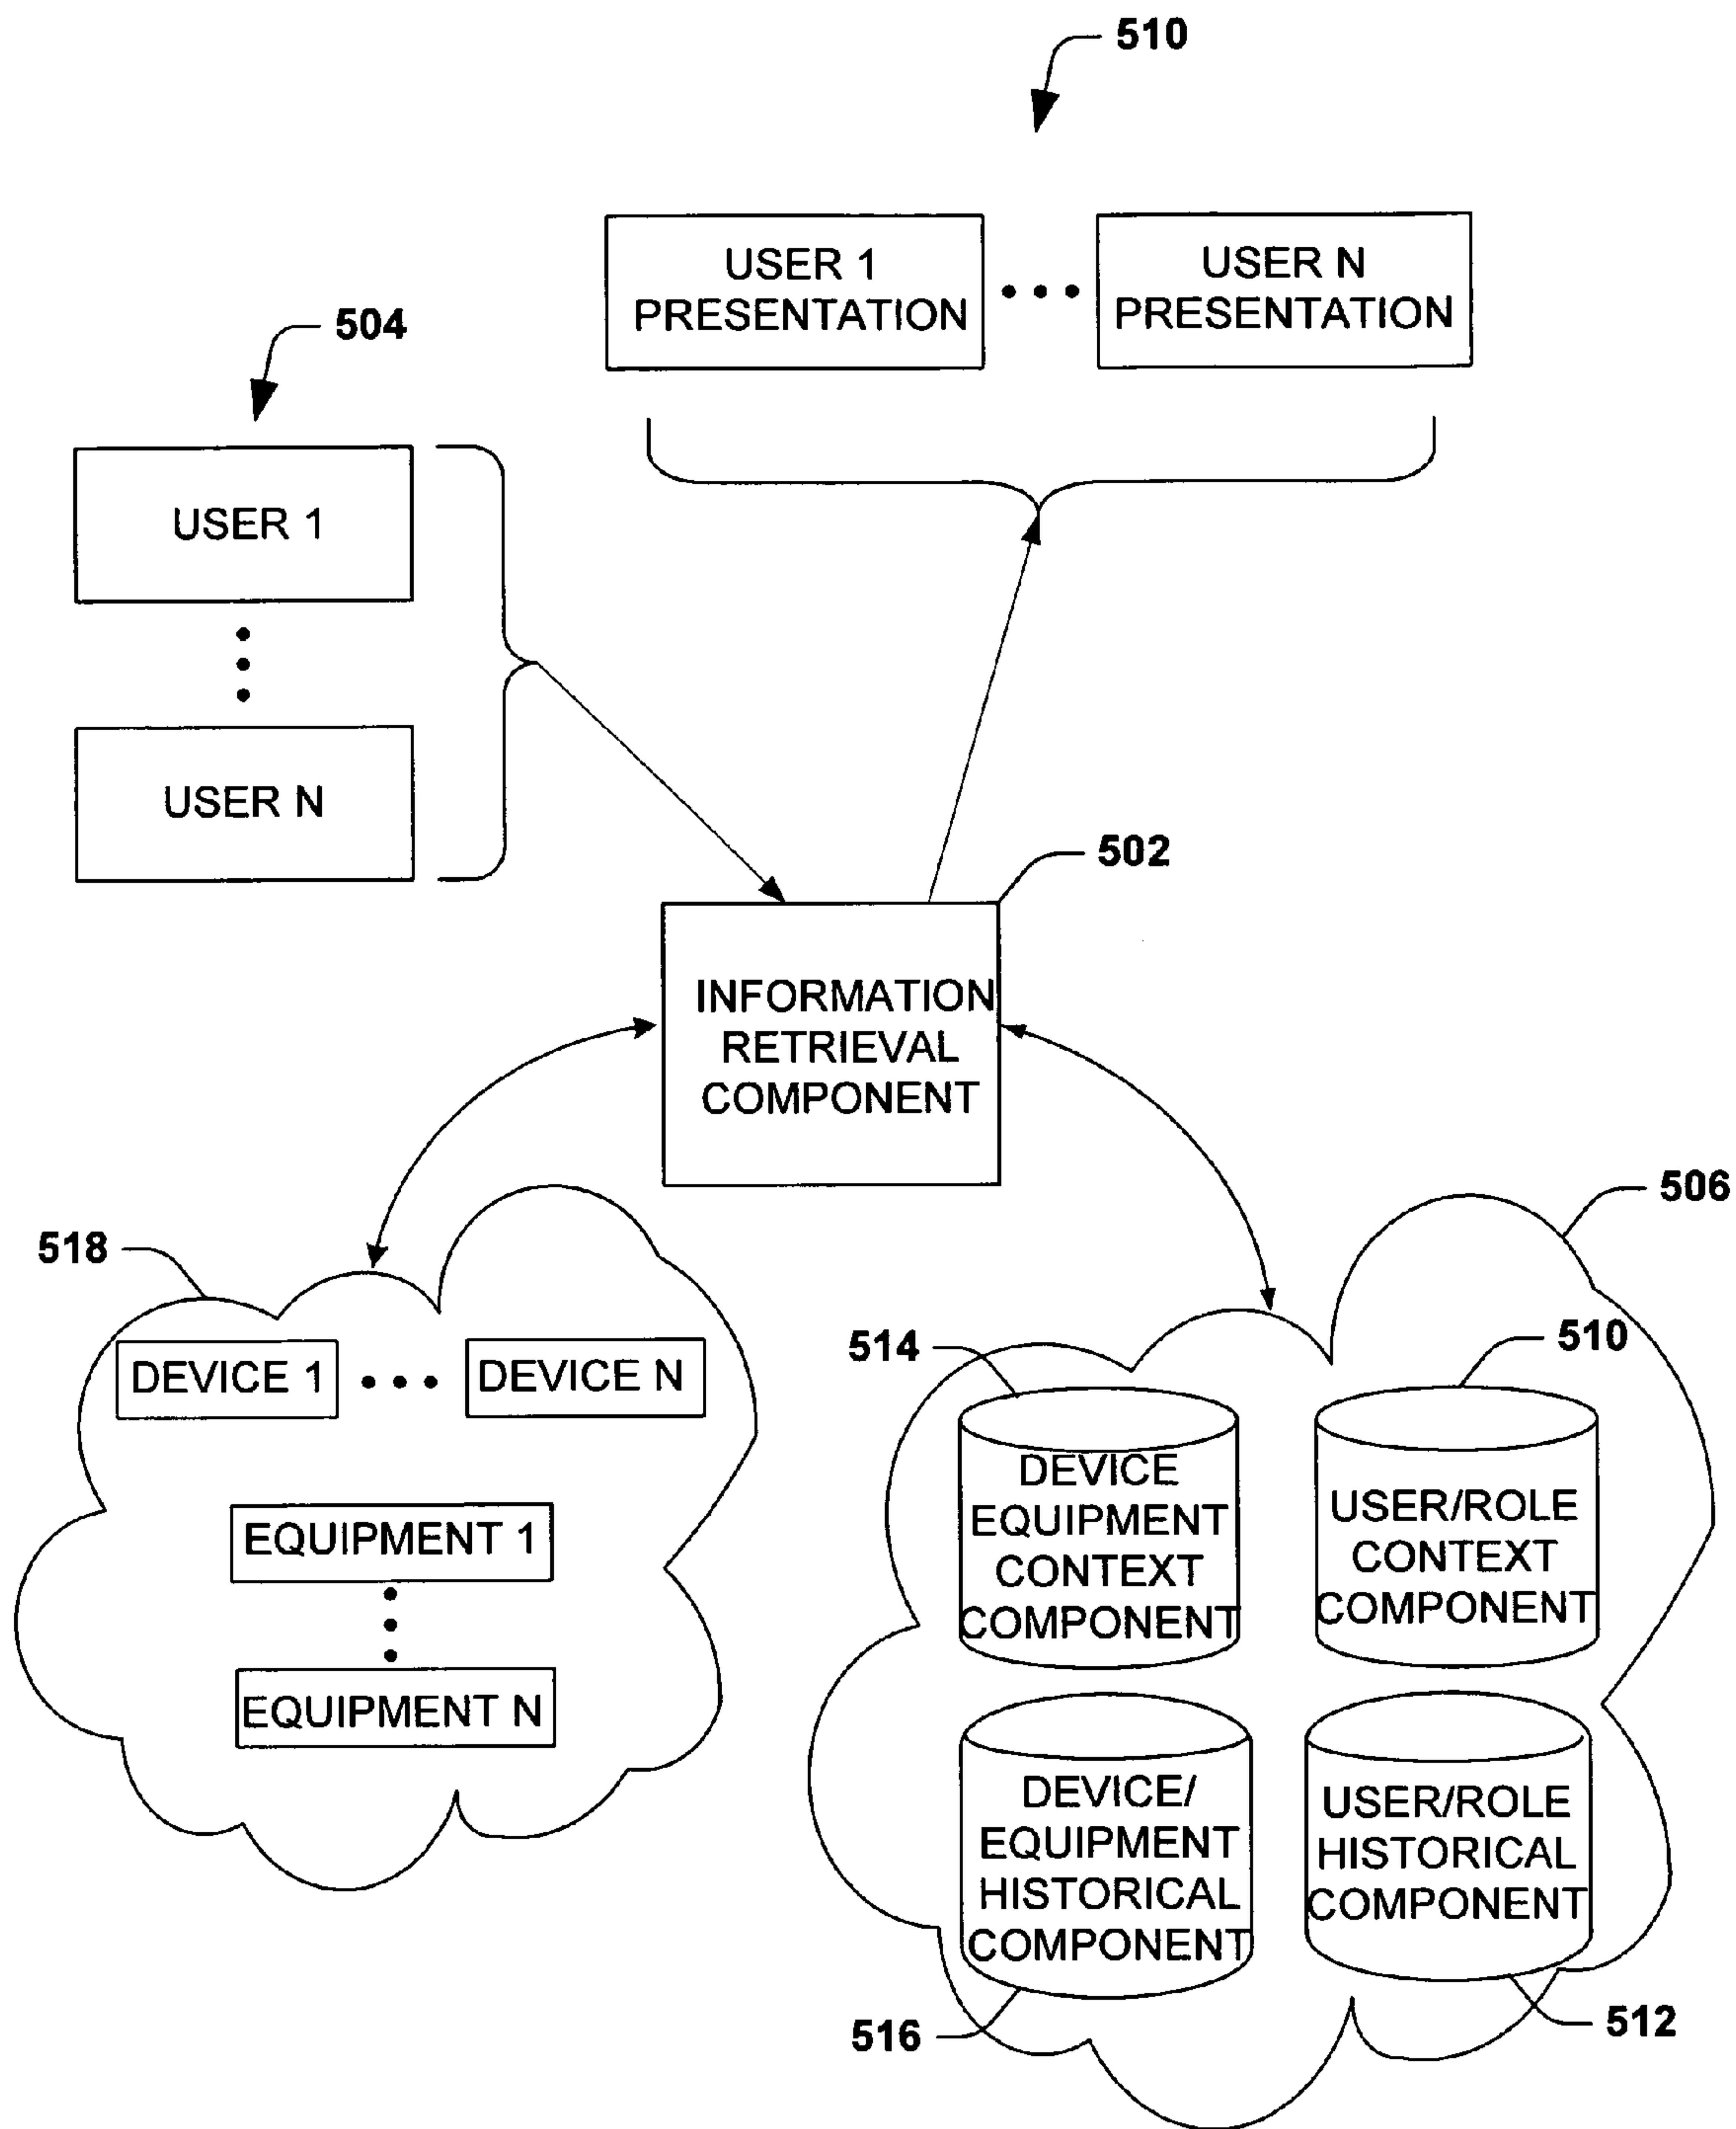 510
USER 1
PRESENTATION
USER N
PRESENTATION
504
USER 1
USER N
502
INFORMATION
RETRIEVAL
COMPONENT
506
518
DEVICE 1
DEVICE N
EQUIPMENT 1
EQUIPMENT N
514
510
DEVICE
EQUIPMENT
CONTEXT
COMPONENT
USER/ROLE
CONTEXT
COMPONENT
DEVICE/
EQUIPMENT
HISTORICAL
COMPONENT
USER/ROLE
HISTORICAL
COMPONENT
516
512